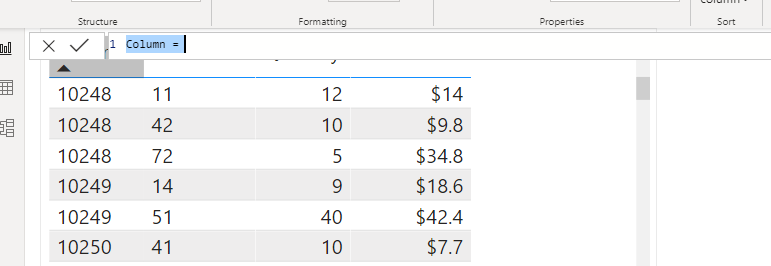 Structure Formatting Properties Sort
1 Column =
10248 11 12 $14
10248 42 10 $9.8
10248 72 5 $34.8
10249 14 9 $18.6
10249 51 40 $42.4
10250 41 10 $7.7